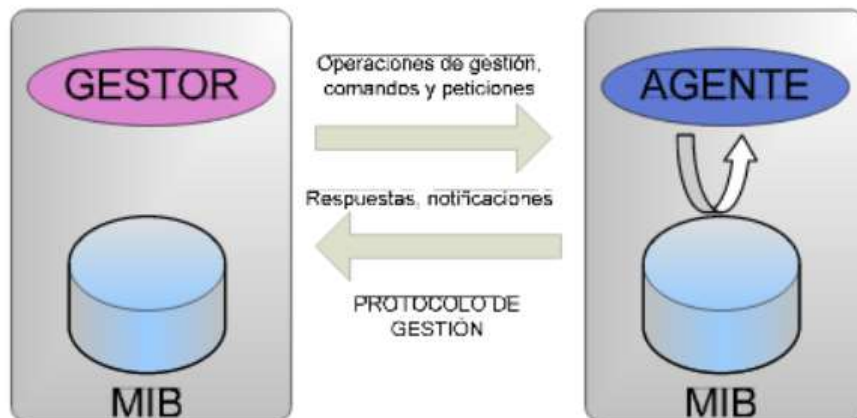 GESTOR
Operaciones de gestión,
comandos y peticiones
AGENTE
Respuestas, notificaciones
PROTOCOLO DE
GESTIÓN
MIB
MIB